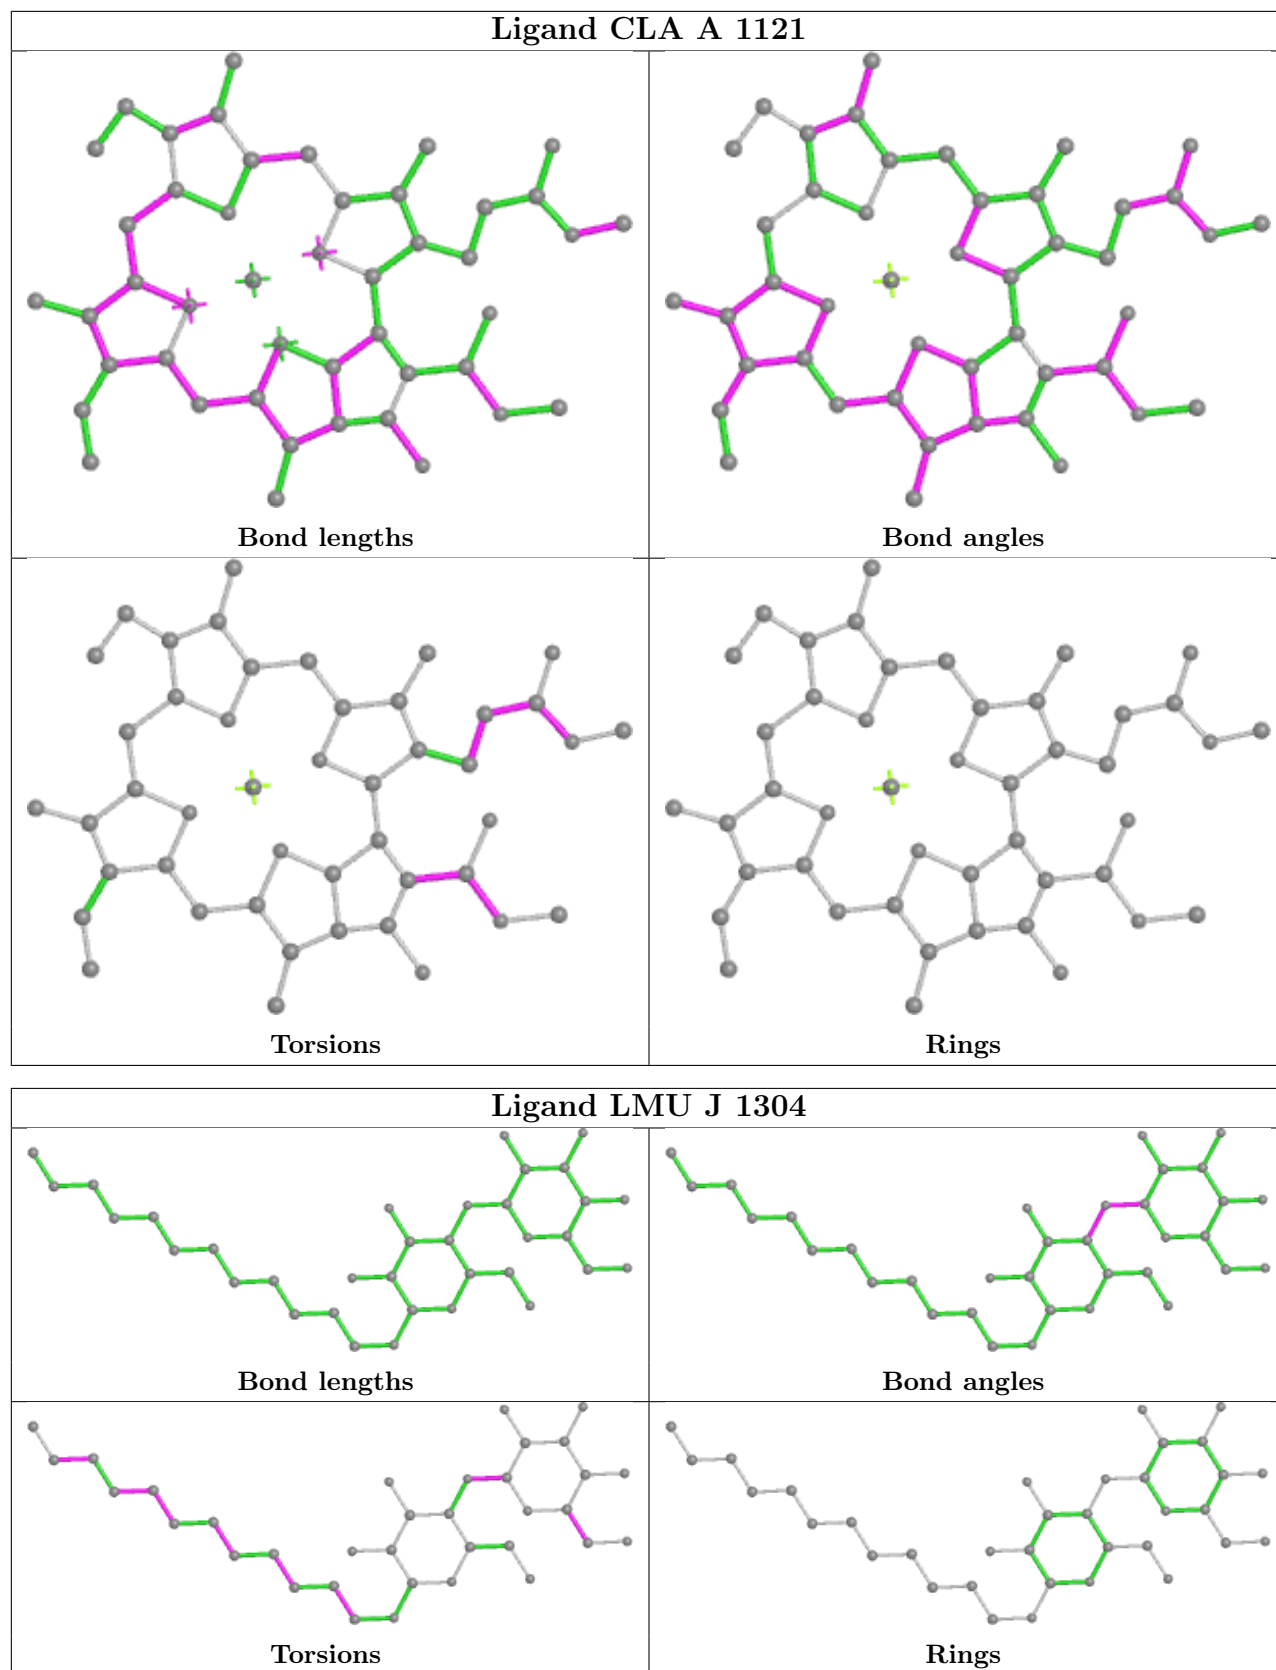 Ligand CLA A 1121
Bond lengths
Bond angles
Torsions
Rings
Ligand LMU J 1304
Bond lengths
Bond angles
Torsions
Rings